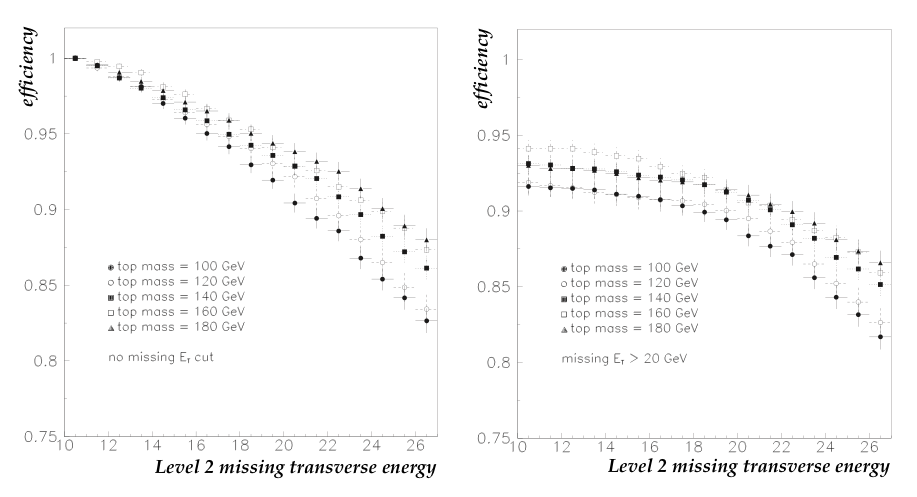 efficiency
1
0.95
0.9
0.85
0.8
0.75
top mass = 100 GeV
top mass = 120 GeV
top mass = 140 GeV
top mass = 160 GeV
top mass = 180 GeV
no missing E_T cut
10 12 14 16 18 20 22 24 26
Level 2 missing transverse energy
efficiency
1
0.95
0.9
0.85
0.8
0.75
top mass = 100 GeV
top mass = 120 GeV
top mass = 140 GeV
top mass = 160 GeV
top mass = 180 GeV
missing E_T > 20 GeV
10 12 14 16 18 20 22 24 26
Level 2 missing transverse energy